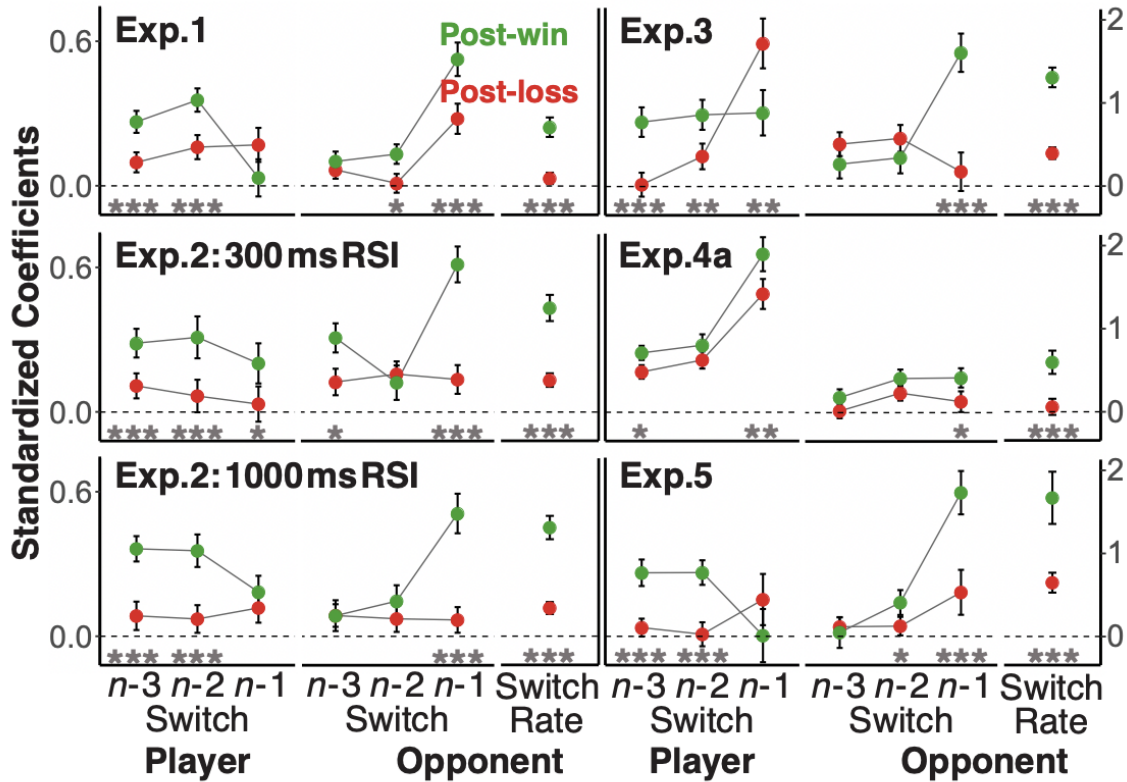 Exp.1
Post-win
Post-loss
0.6
0.0
*** ***
* ***
***
Exp.3
2
1
0
*** ** **
***
***
Exp.2: 300 ms RSI
0.6
0.0
*** *** *
* ***
***
Exp.4a
2
1
0
* **
*
***
Exp.2: 1000 ms RSI
0.6
0.0
*** ***
***
***
Exp.5
2
1
0
*** ***
* ***
***
Standardized Coefficients
n-3 n-2 n-1 n-3 n-2 n-1 Switch n-3 n-2 n-1 n-3 n-2 n-1 Switch
Switch Switch Rate Switch Switch Rate
Player Opponent Player Opponent